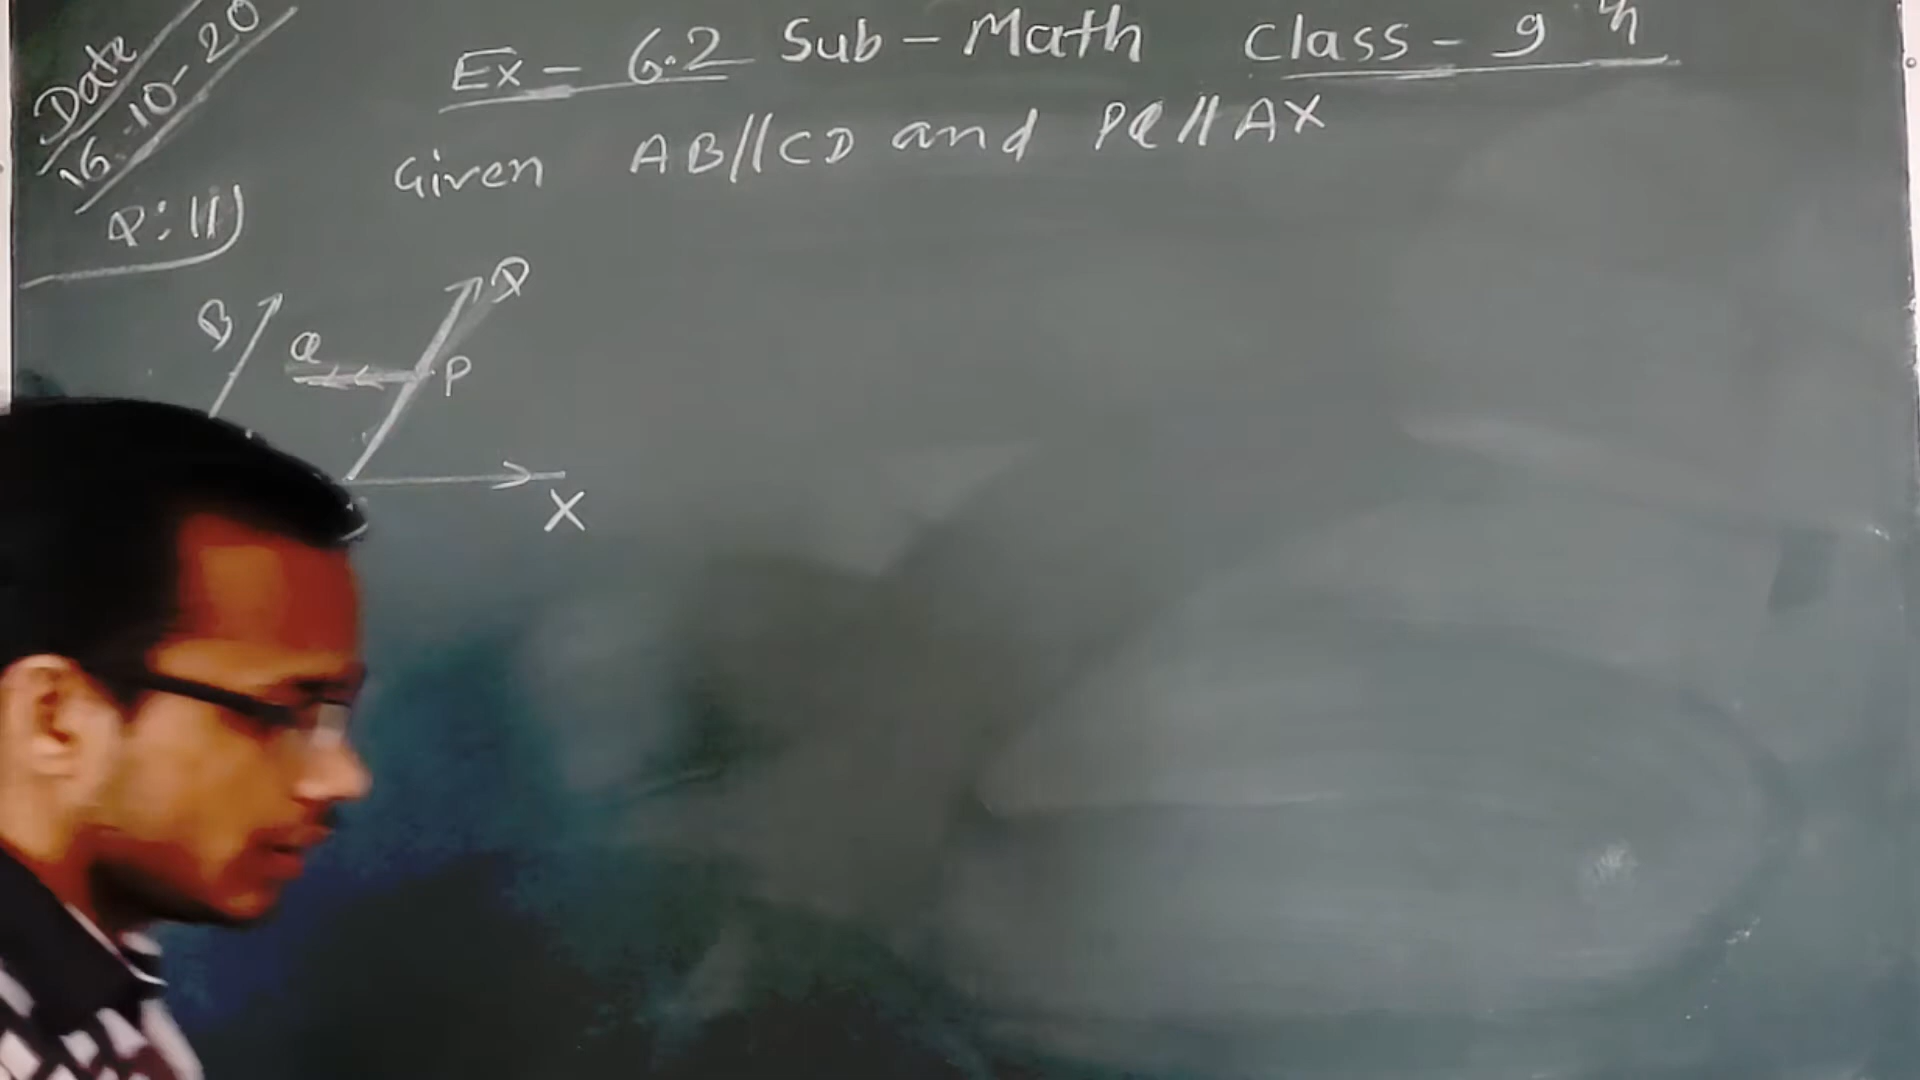 Date
16-10-20
Ex - 6.2 Sub - Math Class - 9th
Given AB//CD and PQ//AX
Q:11)
B
Q
D
P
X